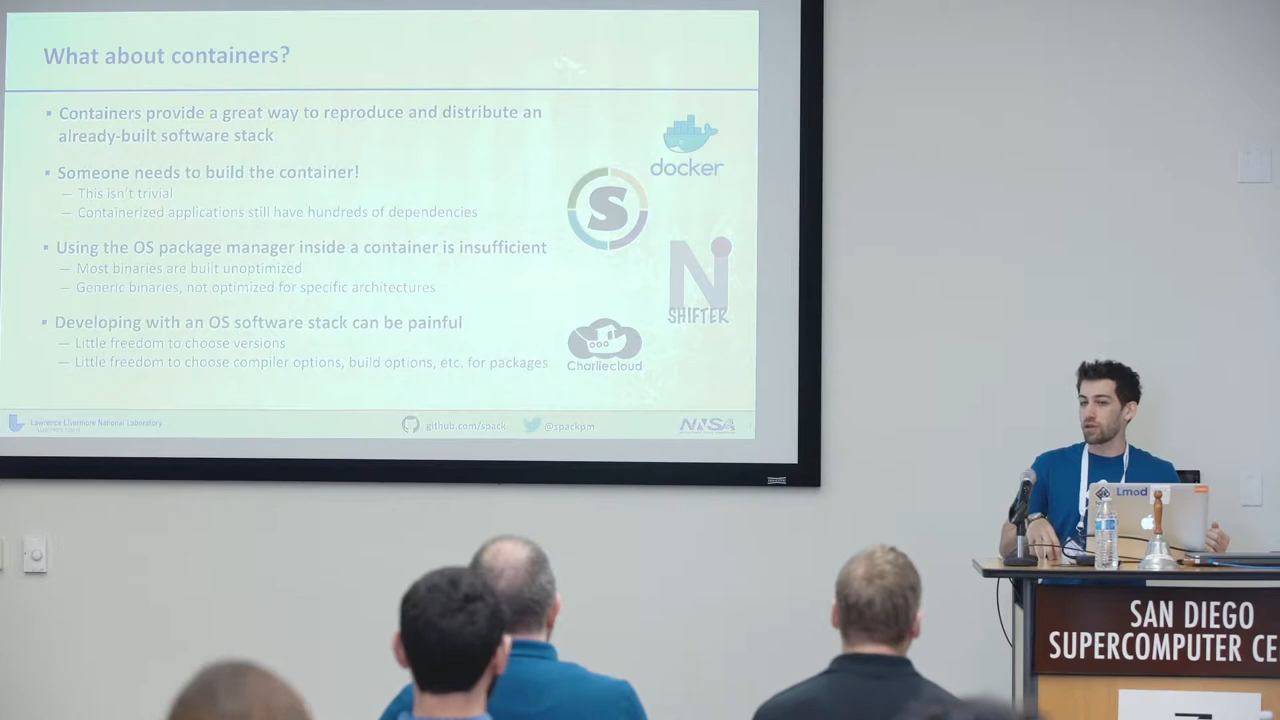 What about containers?
▪ Containers provide a great way to reproduce and distribute an
already-built software stack
▪ Someone needs to build the container!
— This isn't trivial
— Containerized applications still have hundreds of dependencies
▪ Using the OS package manager inside a container is insufficient
— Most binaries are built unoptimized
— Generic binaries, not optimized for specific architectures
▪ Developing with an OS software stack can be painful
— Little freedom to choose versions
— Little freedom to choose compiler options, build options, etc. for packages
docker
S
N
SHIFTER
Charliecloud
Lawrence Livermore National Laboratory
github.com/spack
@spackpm
NNSA
Lmod
SAN DIEGO
SUPERCOMPUTER CE